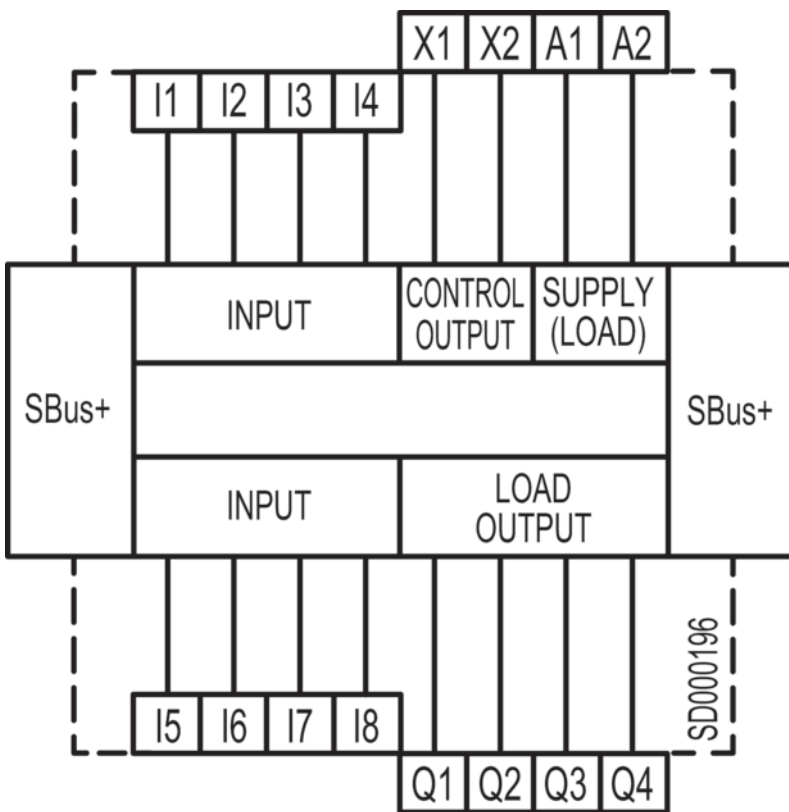 X1 X2 A1 A2
I1 I2 I3 I4
INPUT
CONTROL
OUTPUT
SUPPLY
(LOAD)
SBus+
SBus+
INPUT
LOAD
OUTPUT
SD000196
I5 I6 I7 I8
Q1 Q2 Q3 Q4